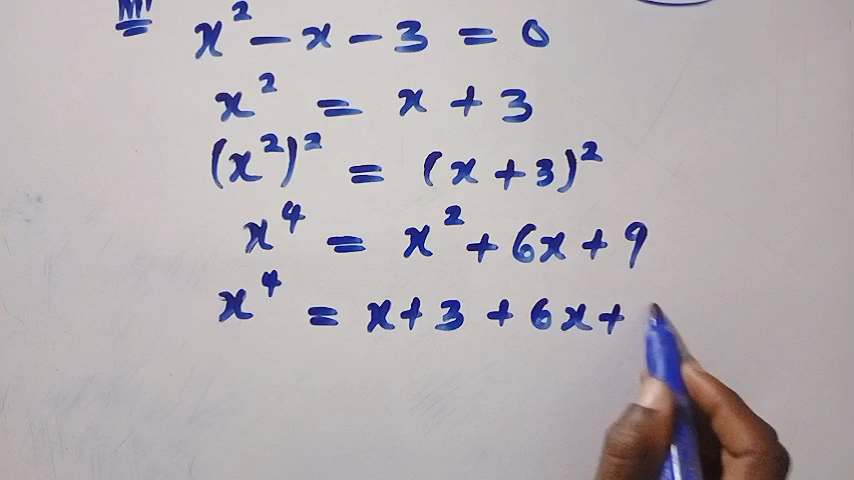 x² - x - 3 = 0
x² = x + 3
(x²)² = (x + 3)²
x⁴ = x² + 6x + 9
x⁴ = x + 3 + 6x +